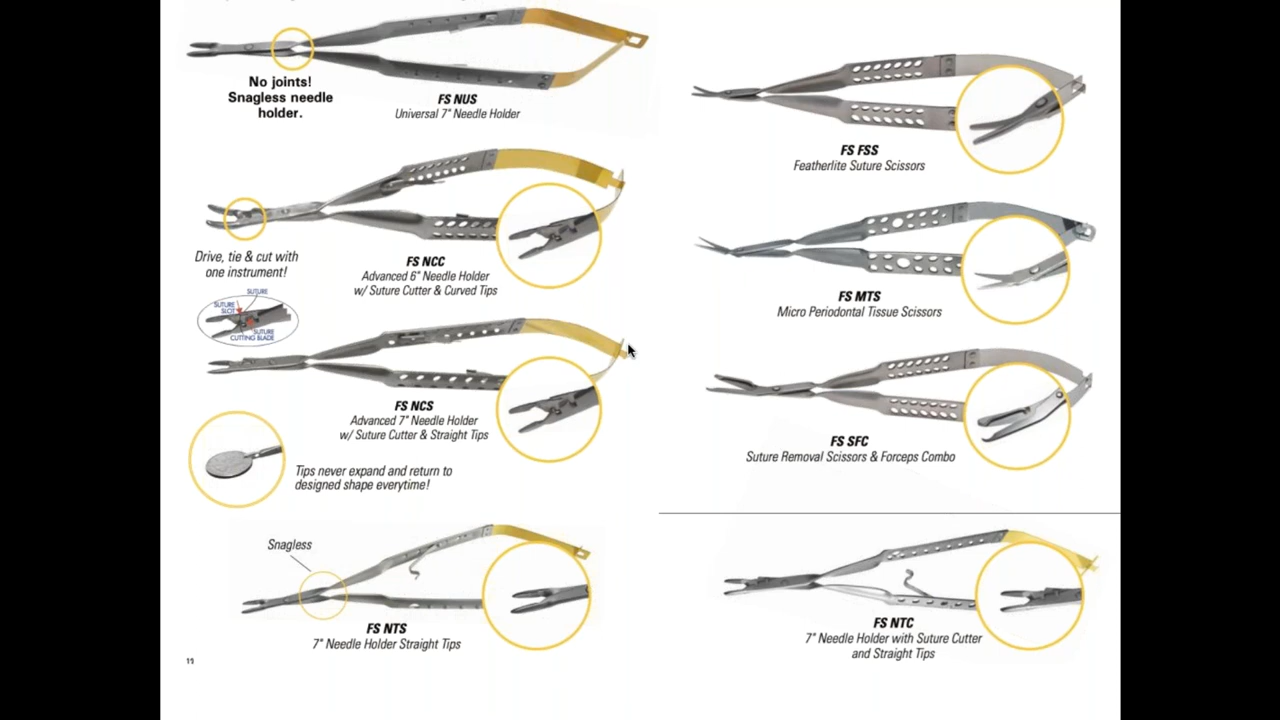 No joints!
Snagless needle
holder.
FS NUS
Universal 7" Needle Holder
Drive, tie & cut with
one instrument!
FS NCC
Advanced 6" Needle Holder
w/ Suture Cutter & Curved Tips
SUTURE
SUTURE
SLOT
SUTURE
CUTTING BLADE
FS NCS
Advanced 7" Needle Holder
w/ Suture Cutter & Straight Tips
Tips never expand and return to
designed shape everytime!
Snagless
FS NTS
7" Needle Holder Straight Tips
11
FS FSS
Featherlite Suture Scissors
FS MTS
Micro Periodontal Tissue Scissors
FS SFC
Suture Removal Scissors & Forceps Combo
FS NTC
7" Needle Holder with Suture Cutter
and Straight Tips